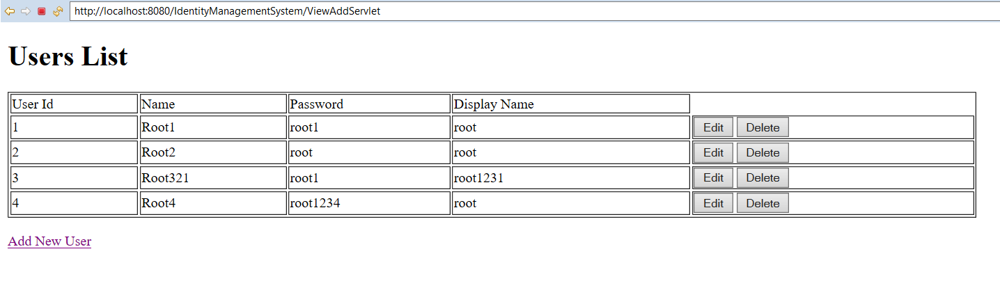 http://localhost:8080/IdentityManagementSystem/ViewAddServlet
Users List
User Id Name Password Display Name
1 Root1 root1 root Edit Delete
2 Root2 root root Edit Delete
3 Root321 root1 root1231 Edit Delete
4 Root4 root1234 root Edit Delete
Add New User